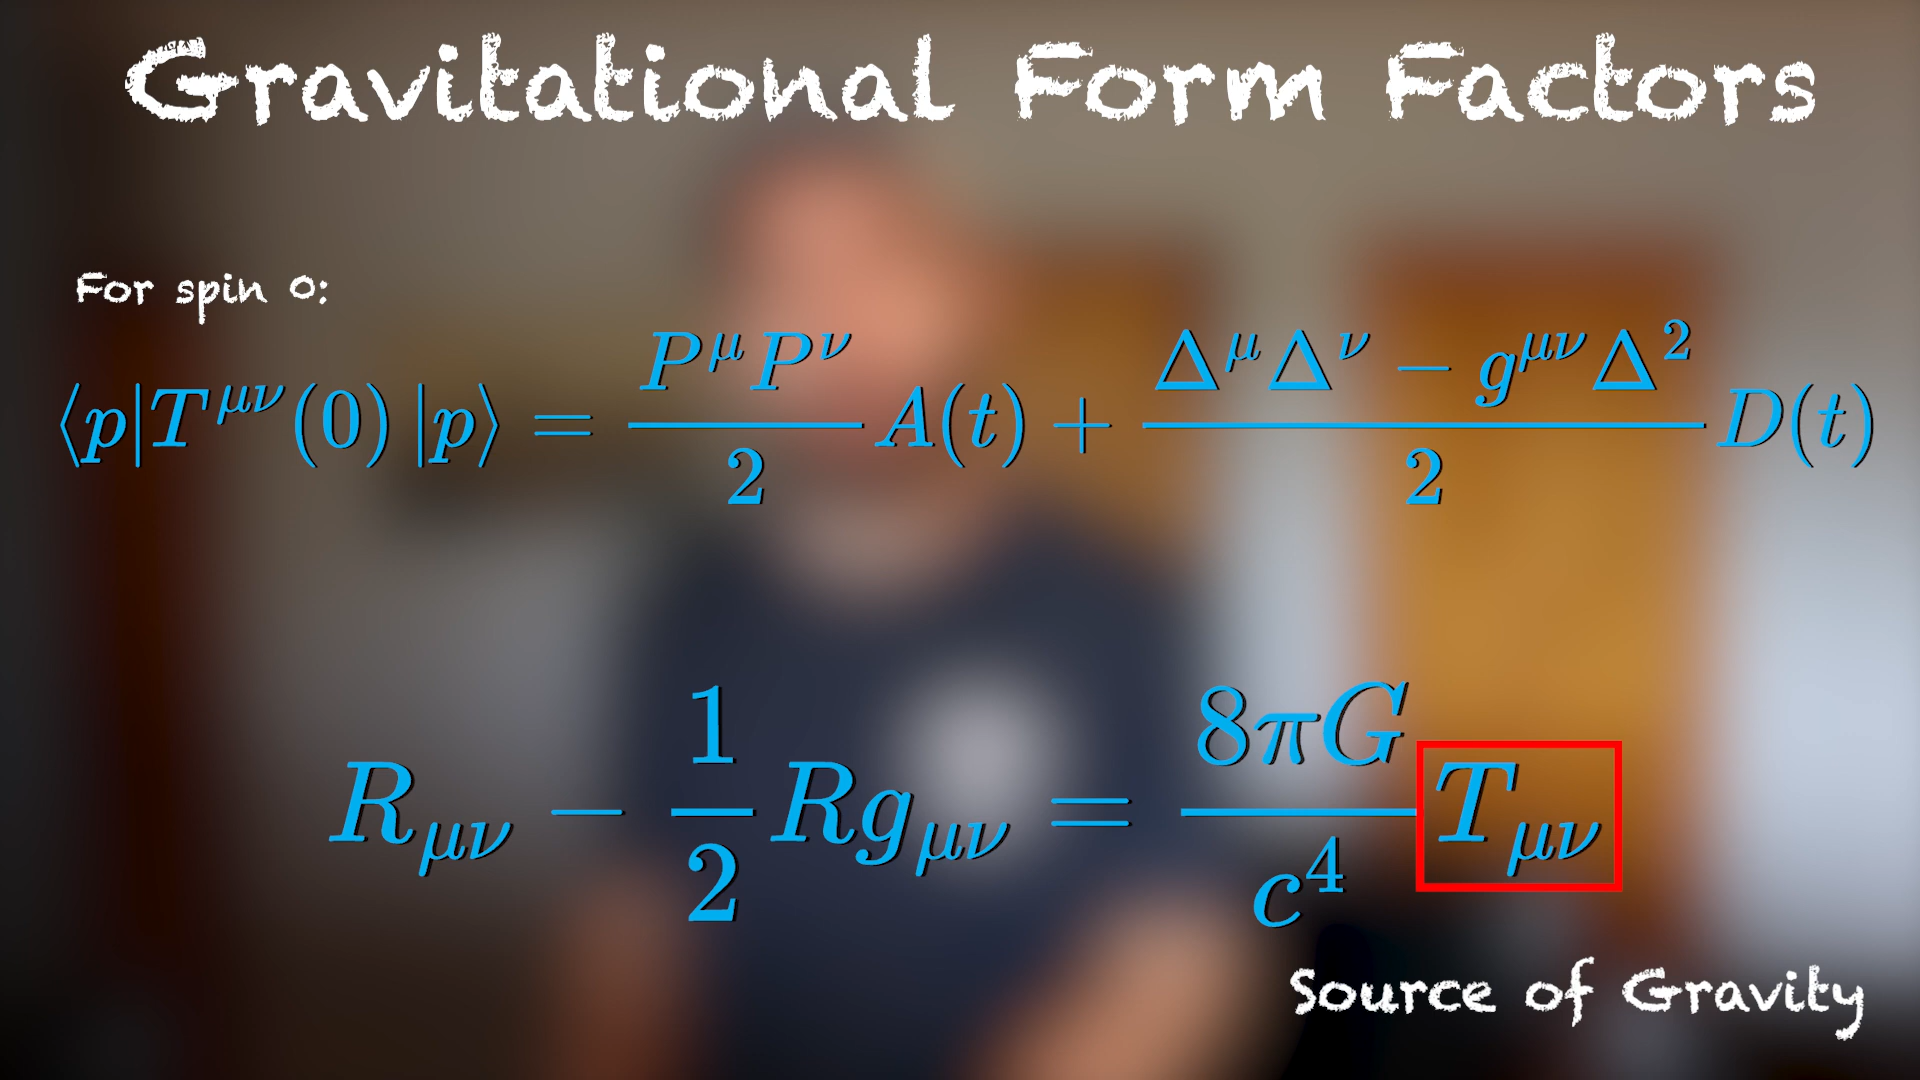 Gravitational Form Factors
For spin 0:
⟨p|T^{μν}(0)|p⟩ = \frac{P^μ P^ν}{2} A(t) + \frac{Δ^μ Δ^ν − g^{μν} Δ^2}{2} D(t)
R_{μν} − \frac{1}{2} R g_{μν} = \frac{8πG}{c^4} T_{μν}
Source of Gravity